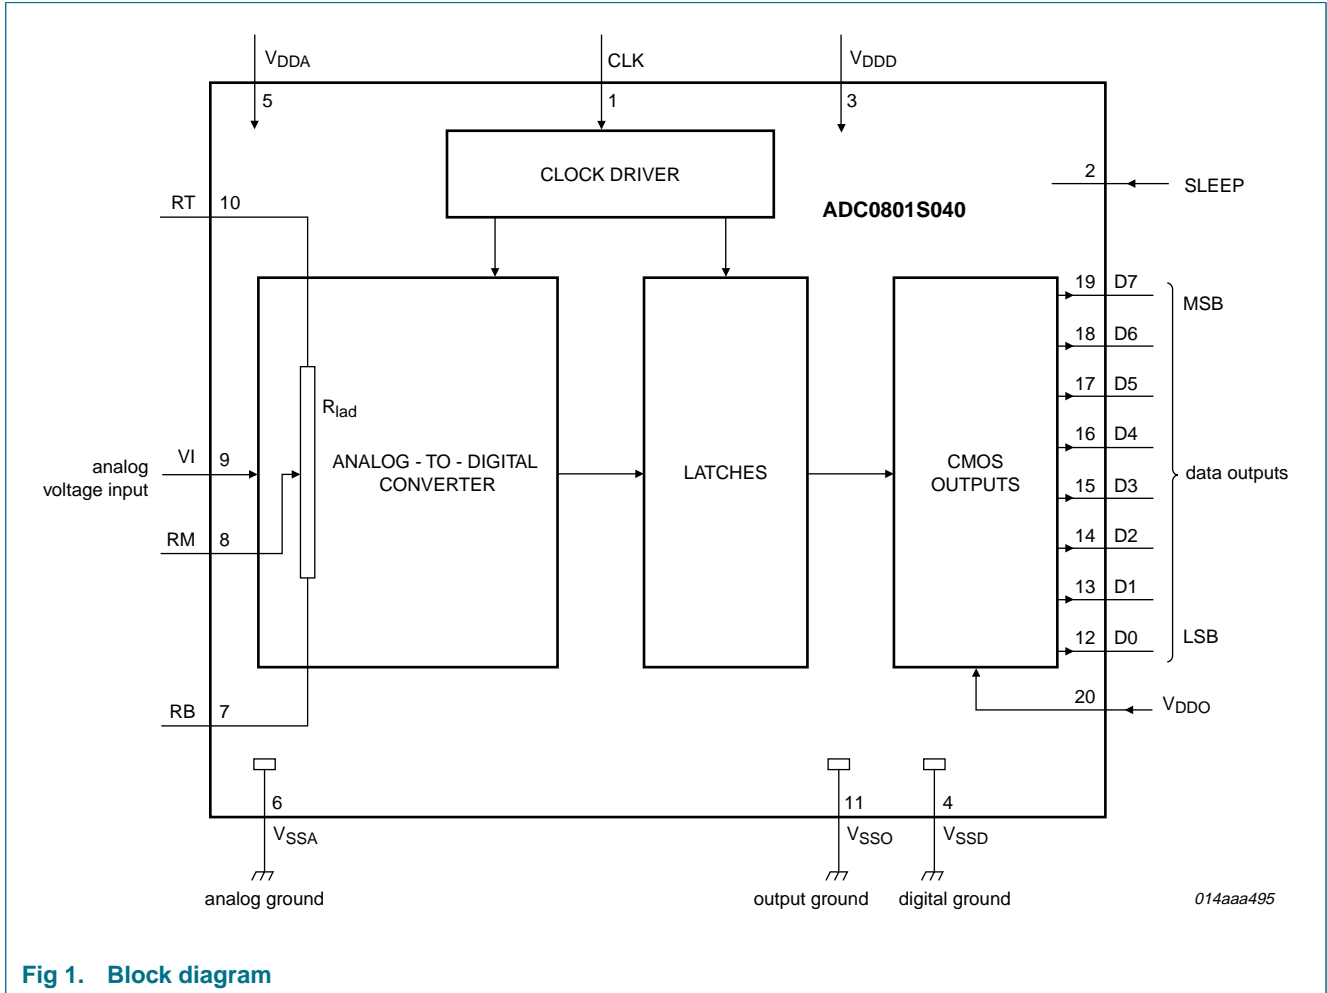 VDDA
CLK
VDDD
5
1
3
CLOCK DRIVER
2
SLEEP
RT
10
ADC0801S040
19
D7
MSB
18
D6
17
D5
Rlad
16
D4
analog
voltage input
VI
9
ANALOG - TO - DIGITAL
CONVERTER
LATCHES
CMOS
OUTPUTS
data outputs
15
D3
RM
8
14
D2
13
D1
12
D0
LSB
RB
7
20
VDDO
6
11
4
VSSA
VSSO
VSSD
analog ground
output ground
digital ground
014aaa495
Fig 1. Block diagram